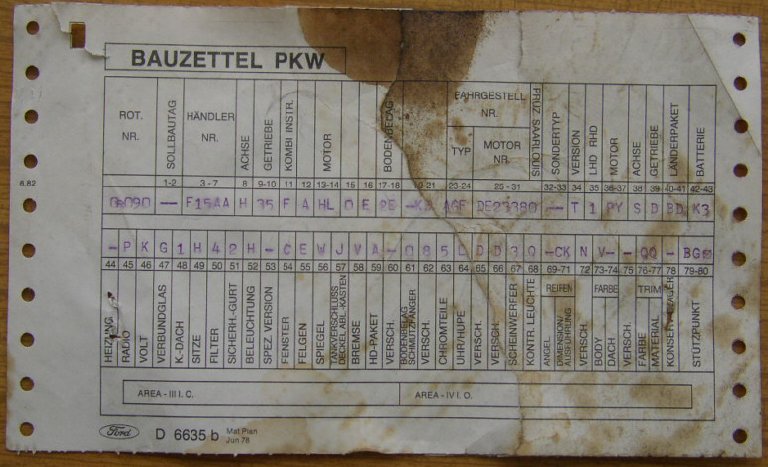 BAUZETTEL PKW
ROT. NR. SOLLBAUTAG HÄNDLER NR. ACHSE GETRIEBE KOMBI INSTR. MOTOR BODENBELAG FAHRGESTELL NR. TYP MOTOR NR. PRUZ SAARLOUIS SONDERTYP VERSION LHD RHD MOTOR ACHSE GETRIEBE LÄNDERPAKET BATTERIE
1-2 3-7 8 9-10 11 12 13-14 15 16 17-18 20-21 23-24 25-31 32-33 34 35 36-37 38 39 40-41 42-43
6.82
F15AA H 35 F A HL 0 E AGF DE23380 - T 1 PY S D BD K3
- P K G 1 H 4 2 H - C E W J V A - 0 8 5 L D D 3 0 - CK N V - - QQ - BG
44 45 46 47 48 49 50 51 52 53 54 55 56 57 58 59 60 61 62 63 64 65 66 67 68 69-71 72 73-74 75 76-77 78 79-80
HEIZUNG RADIO VOLT VERBUNDGLAS K-DACH SITZE FILTER SICHERH.-GURT BELEUCHTUNG SPEZ. VERSION FENSTER FELGEN SPIEGEL TANKVERSCHLUSS DECKEL ABL.-KASTEN BREMSE HD-PAKET VERSCH. BODENBELAG SCHMUTZFÄNGER VERSCH. CHROMTEILE UHR/HUPE VERSCH. VERSCH. SCHEINWERFER KONTR. LEUCHTE REIFEN DIMENSION/ AUSFÜHRUNG VERSCH. FARBE BODY DACH VERSCH. TRIM FARBE MATERIAL STÜTZPUNKT
AREA - III I. C. AREA - IV I. O.
Ford D 6635 b Mat Plan
Jun 78